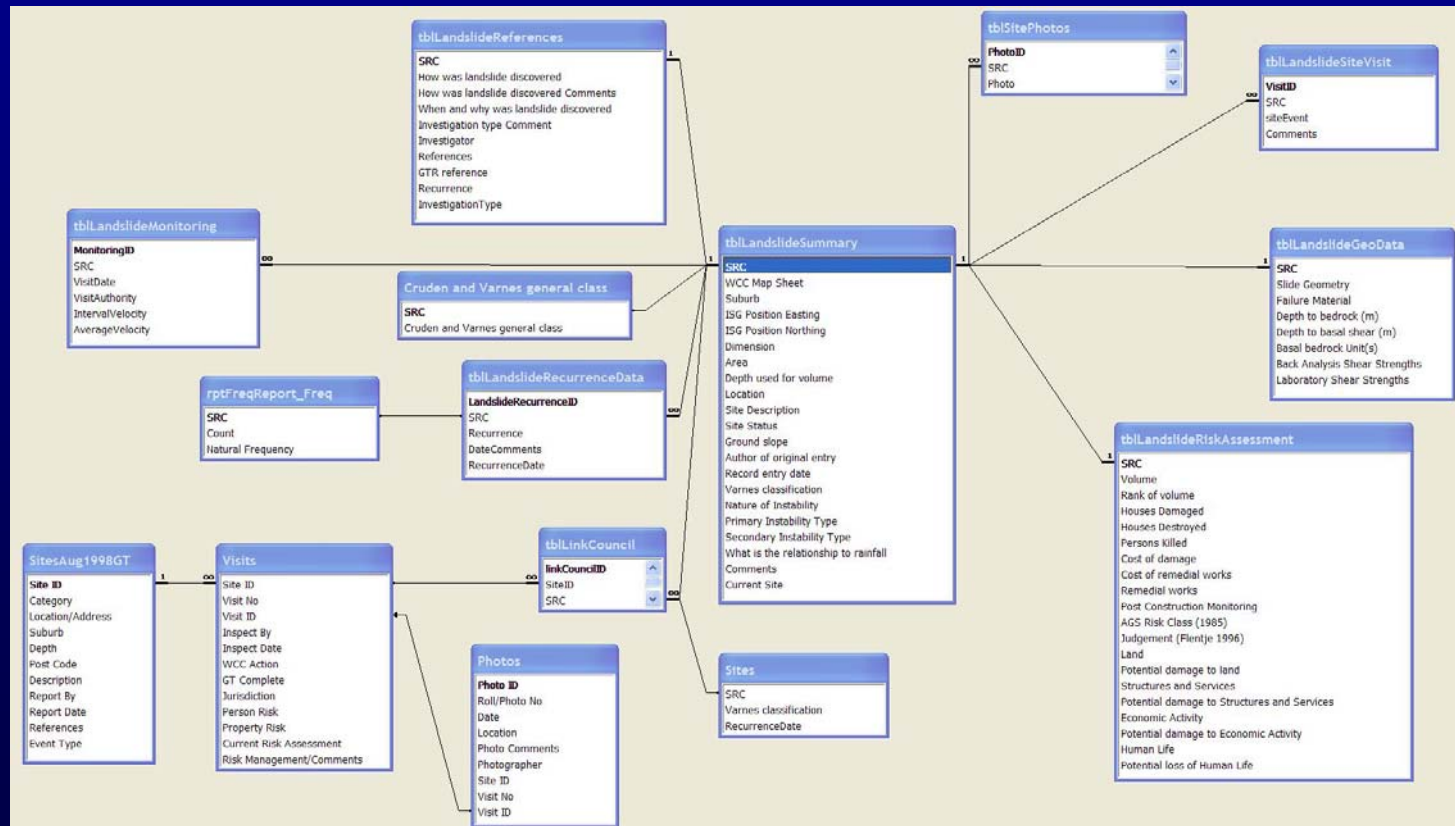 tblLandslideReferences
SRC
How was landslide discovered
How was landslide discovered Comments
When and why was landslide discovered
Investigation type Comment
Investigator
References
GTR reference
Recurrence
InvestigationType
1
tblSitePhotos
PhotoID
SRC
Photo
∞
tblLandslideSiteVisit
VisitID
SRC
siteEvent
Comments
∞
tblLandslideMonitoring
MonitoringID
SRC
VisitDate
VisitAuthority
IntervalVelocity
AverageVelocity
∞
Cruden and Varnes general class
SRC
Cruden and Varnes general class
tblLandslideSummary
SRC
WCC Map Sheet
Suburb
ISG Position Easting
ISG Position Northing
Dimension
Area
Depth used for volume
Location
Site Description
Site Status
Ground slope
Author of original entry
Record entry date
Varnes classification
Nature of Instability
Primary Instability Type
Secondary Instability Type
What is the relationship to rainfall
Comments
Current Site
1
1
tblLandslideGeoData
SRC
Slide Geometry
Failure Material
Depth to bedrock (m)
Depth to basal shear (m)
Basal bedrock Unit(s)
Back Analysis Shear Strengths
Laboratory Shear Strengths
1
rptFreqReport_Freq
SRC
Count
Natural Frequency
tblLandslideRecurrenceData
LandslideRecurrenceID
SRC
Recurrence
DateComments
RecurrenceDate
∞
tblLandslideRiskAssessment
SRC
Volume
Rank of volume
Houses Damaged
Houses Destroyed
Persons Killed
Cost of damage
Cost of remedial works
Remedial works
Post Construction Monitoring
AGS Risk Class (1985)
Judgement (Flentje 1996)
Land
Potential damage to land
Structures and Services
Potential damage to Structures and Services
Economic Activity
Potential damage to Economic Activity
Human Life
Potential loss of Human Life
1
SitesAug1998GT
Site ID
Category
Location/Address
Suburb
Depth
Post Code
Description
Report By
Report Date
References
Event Type
1
∞
Visits
Site ID
Visit No
Visit ID
Inspect By
Inspect Date
WCC Action
GT Complete
Jurisdiction
Person Risk
Property Risk
Current Risk Assessment
Risk Management/Comments
tblLinkCouncil
linkCouncilID
SiteID
SRC
∞
∞
Photos
Photo ID
Roll/Photo No
Date
Location
Photo Comments
Photographer
Site ID
Visit No
Visit ID
Sites
SRC
Varnes classification
RecurrenceDate